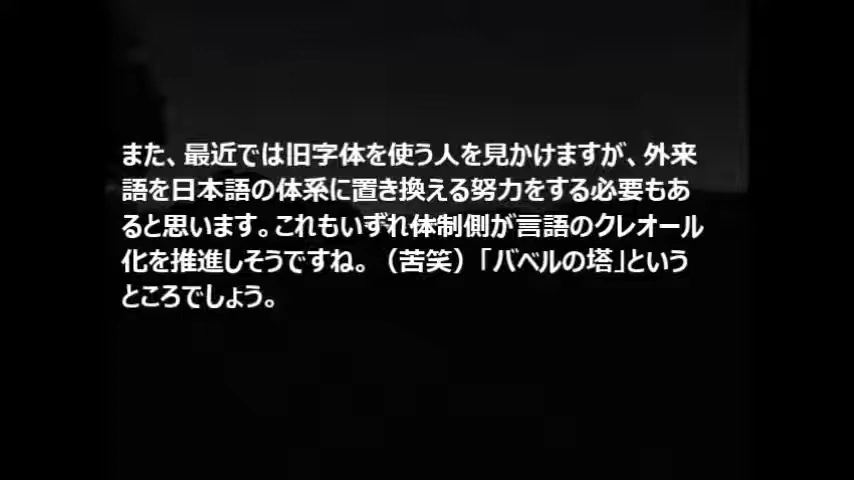 また、最近では旧字体を使う人を見かけますが、外来
語を日本語の体系に置き換える努力をする必要もあ
ると思います。これもいずれ体制側が言語のクレオール
化を推進しそうですね。（苦笑）「バベルの塔」という
ところでしょう。